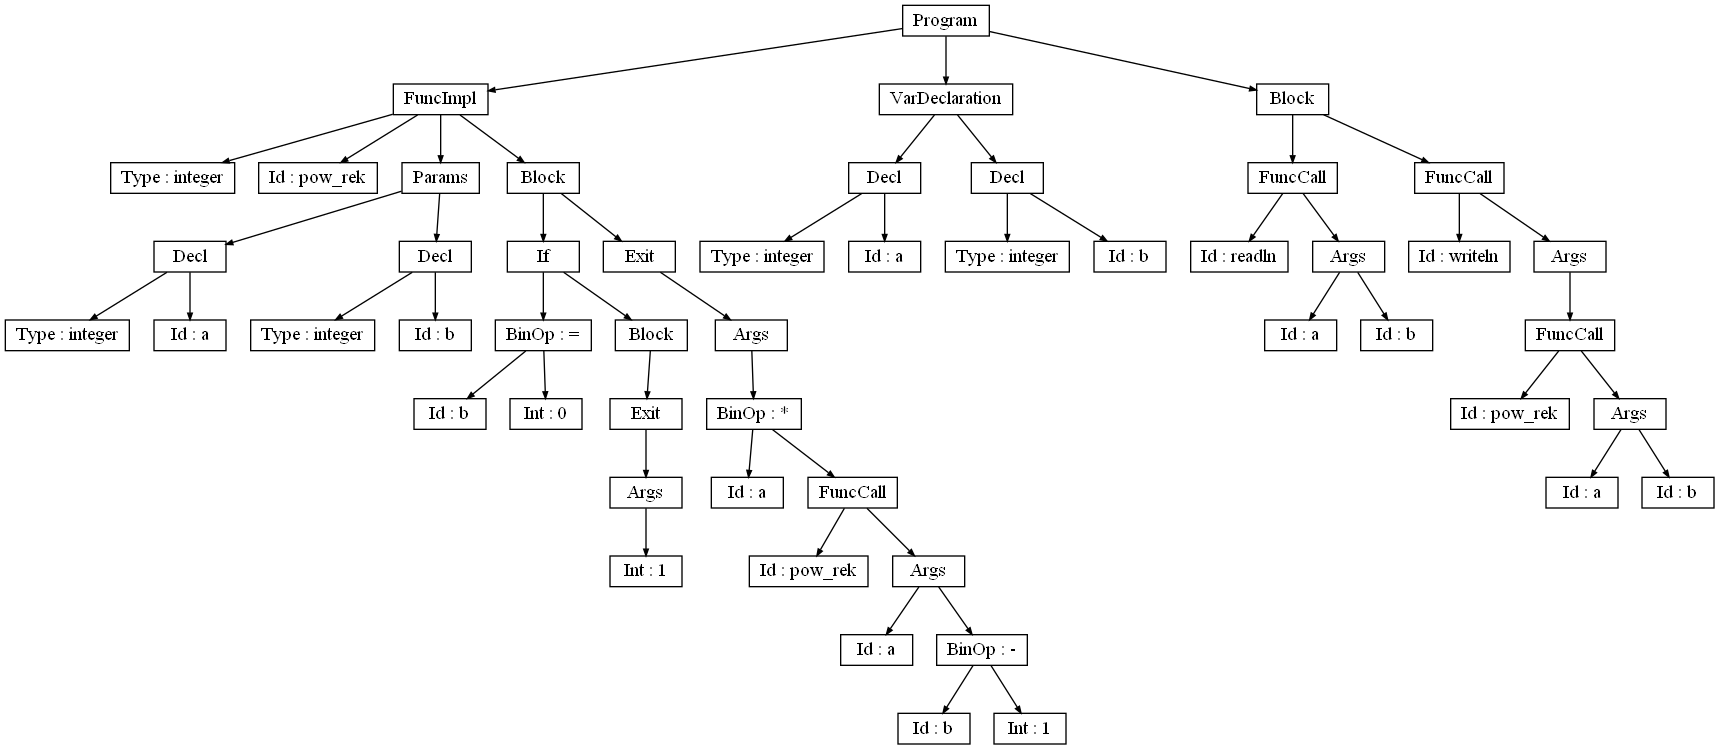 Program
FuncImpl
VarDeclaration
Block
Type : integer
Id : pow_rek
Params
Block
Decl
Decl
FuncCall
FuncCall
Decl
Decl
If
Exit
Type : integer
Id : a
Type : integer
Id : b
Id : readln
Args
Id : writeln
Args
Type : integer
Id : a
Type : integer
Id : b
BinOp : =
Block
Args
Id : a
Id : b
FuncCall
Id : b
Int : 0
Exit
BinOp : *
Id : pow_rek
Args
Args
Id : a
FuncCall
Id : a
Id : b
Int : 1
Id : pow_rek
Args
Id : a
BinOp : -
Id : b
Int : 1